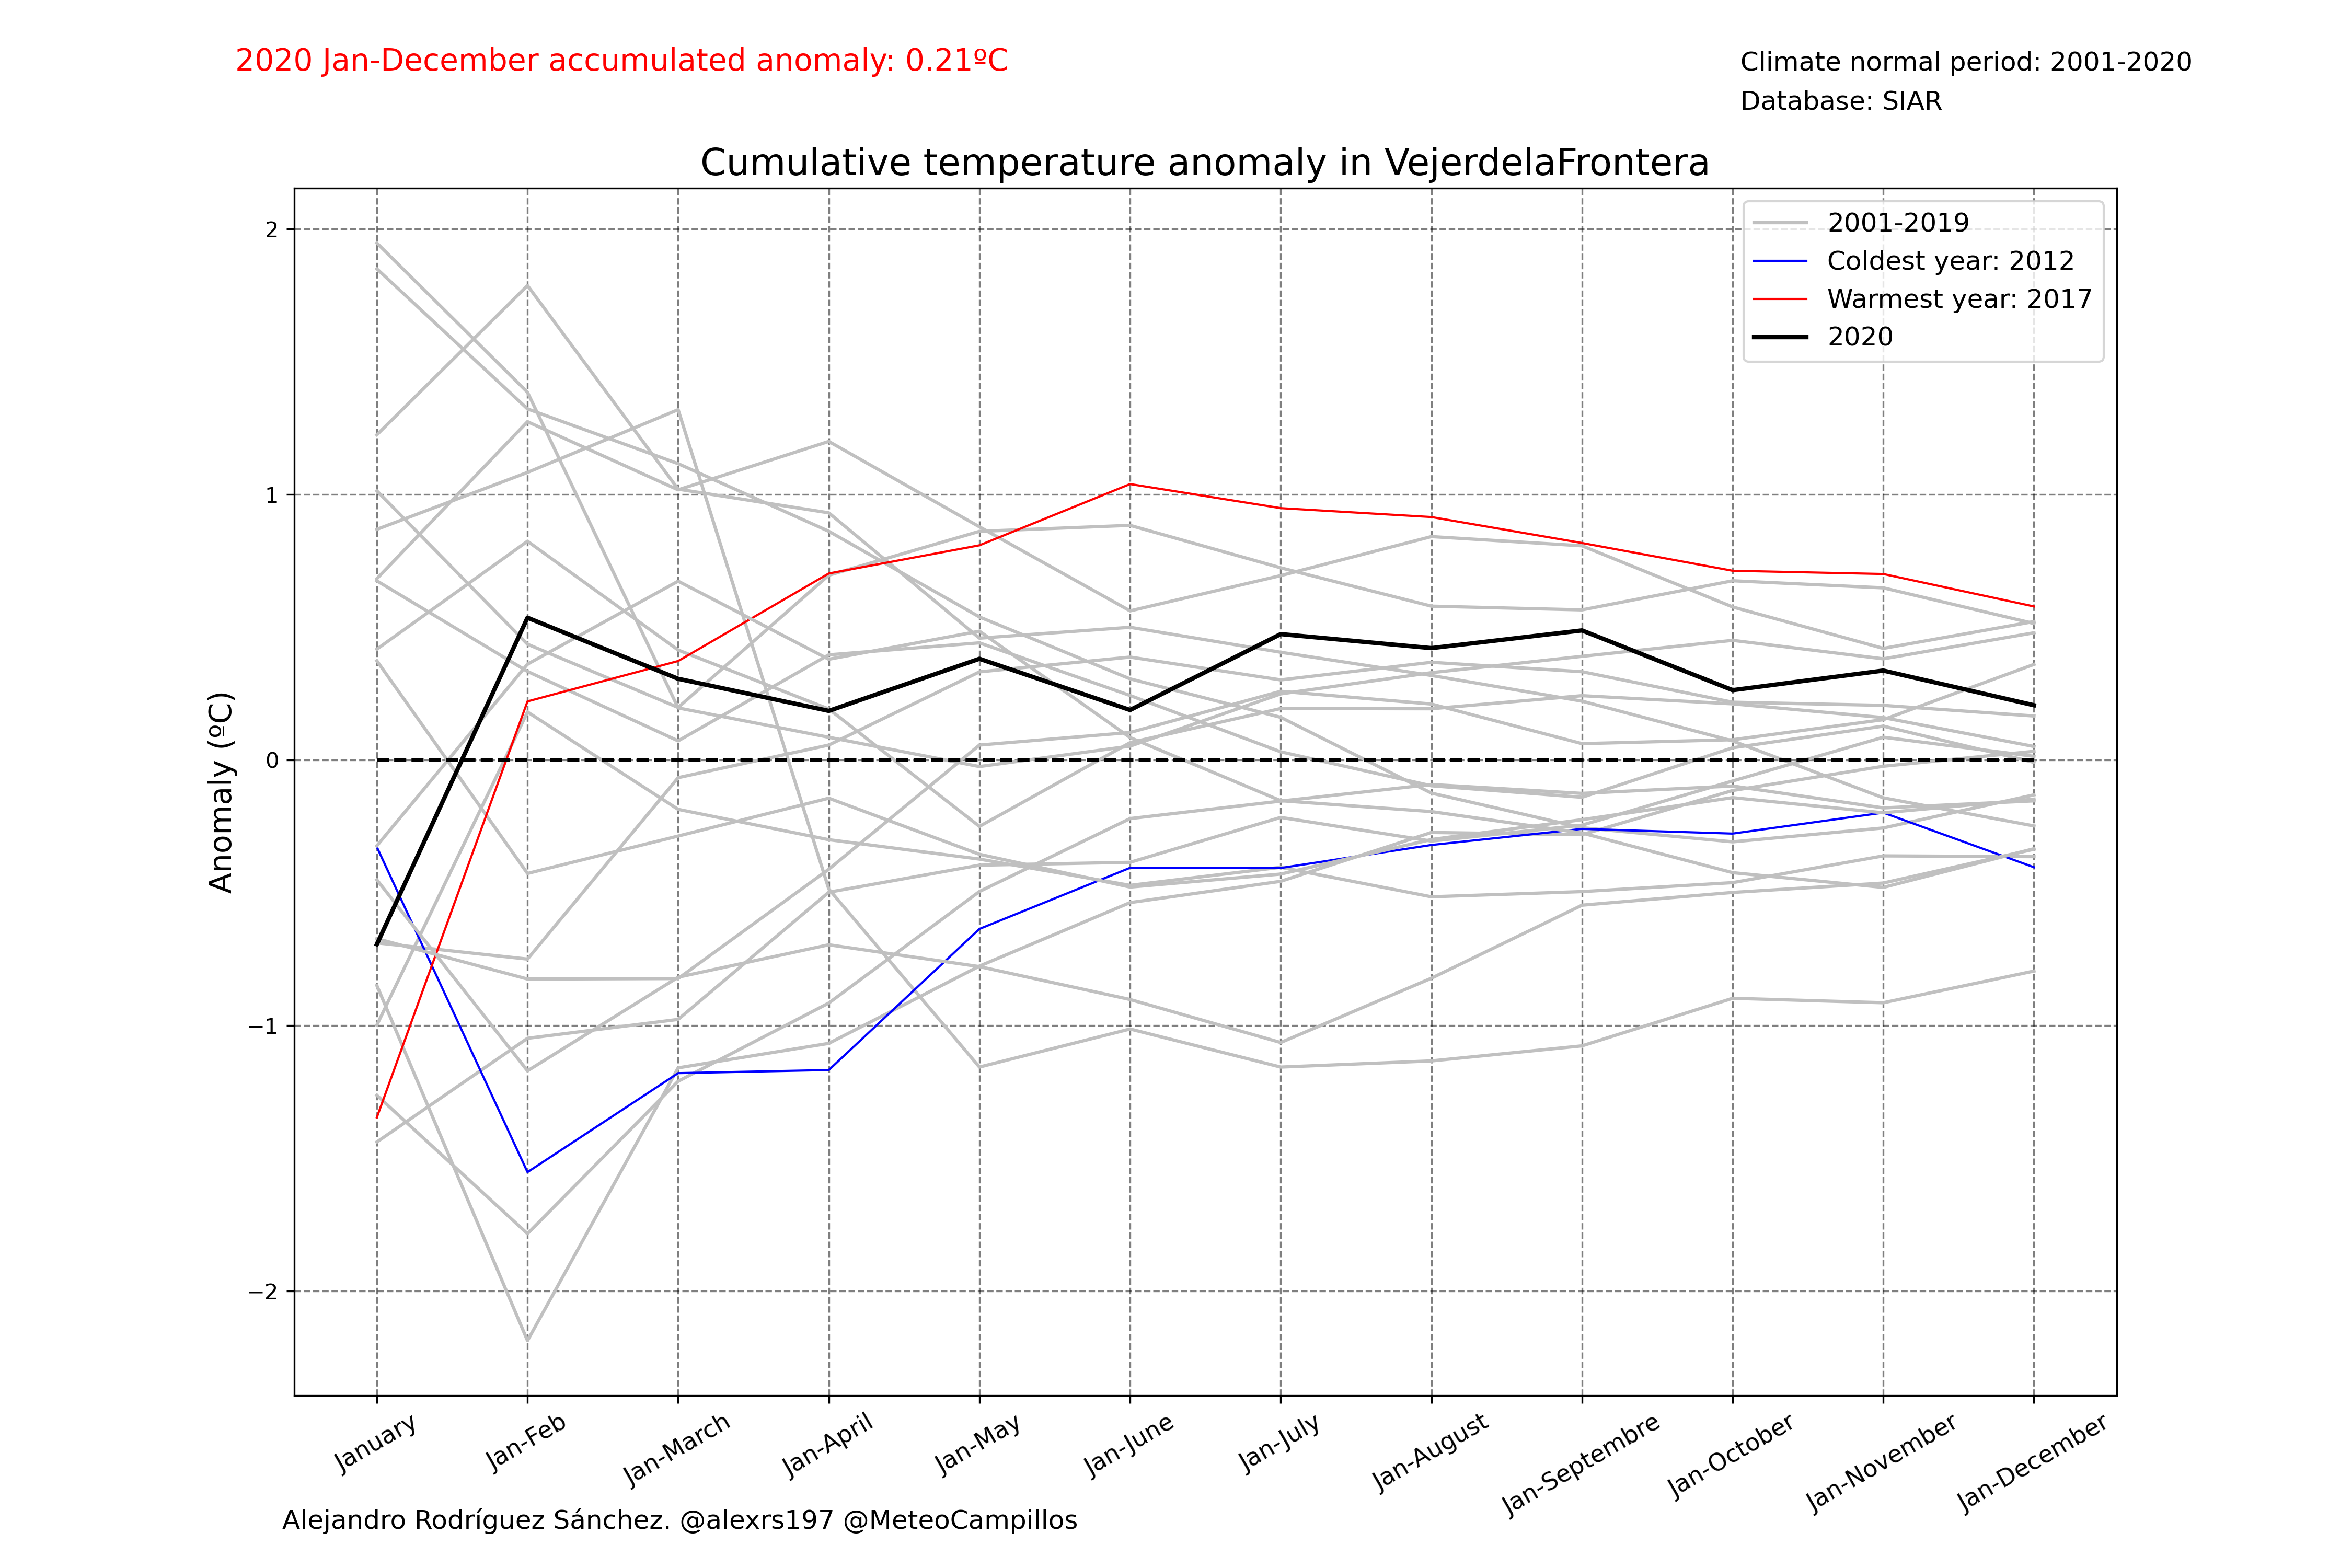 2020 Jan-December accumulated anomaly: 0.21ºC
Climate normal period: 2001-2020
Database: SIAR
Cumulative temperature anomaly in VejerdelaFrontera
2001-2019
Coldest year: 2012
Warmest year: 2017
2020
Anomaly (ºC)
2
1
0
−1
−2
January
Jan-Feb
Jan-March
Jan-April
Jan-May
Jan-June
Jan-July
Jan-August
Jan-Septembre
Jan-October
Jan-November
Jan-December
Alejandro Rodríguez Sánchez. @alexrs197 @MeteoCampillos